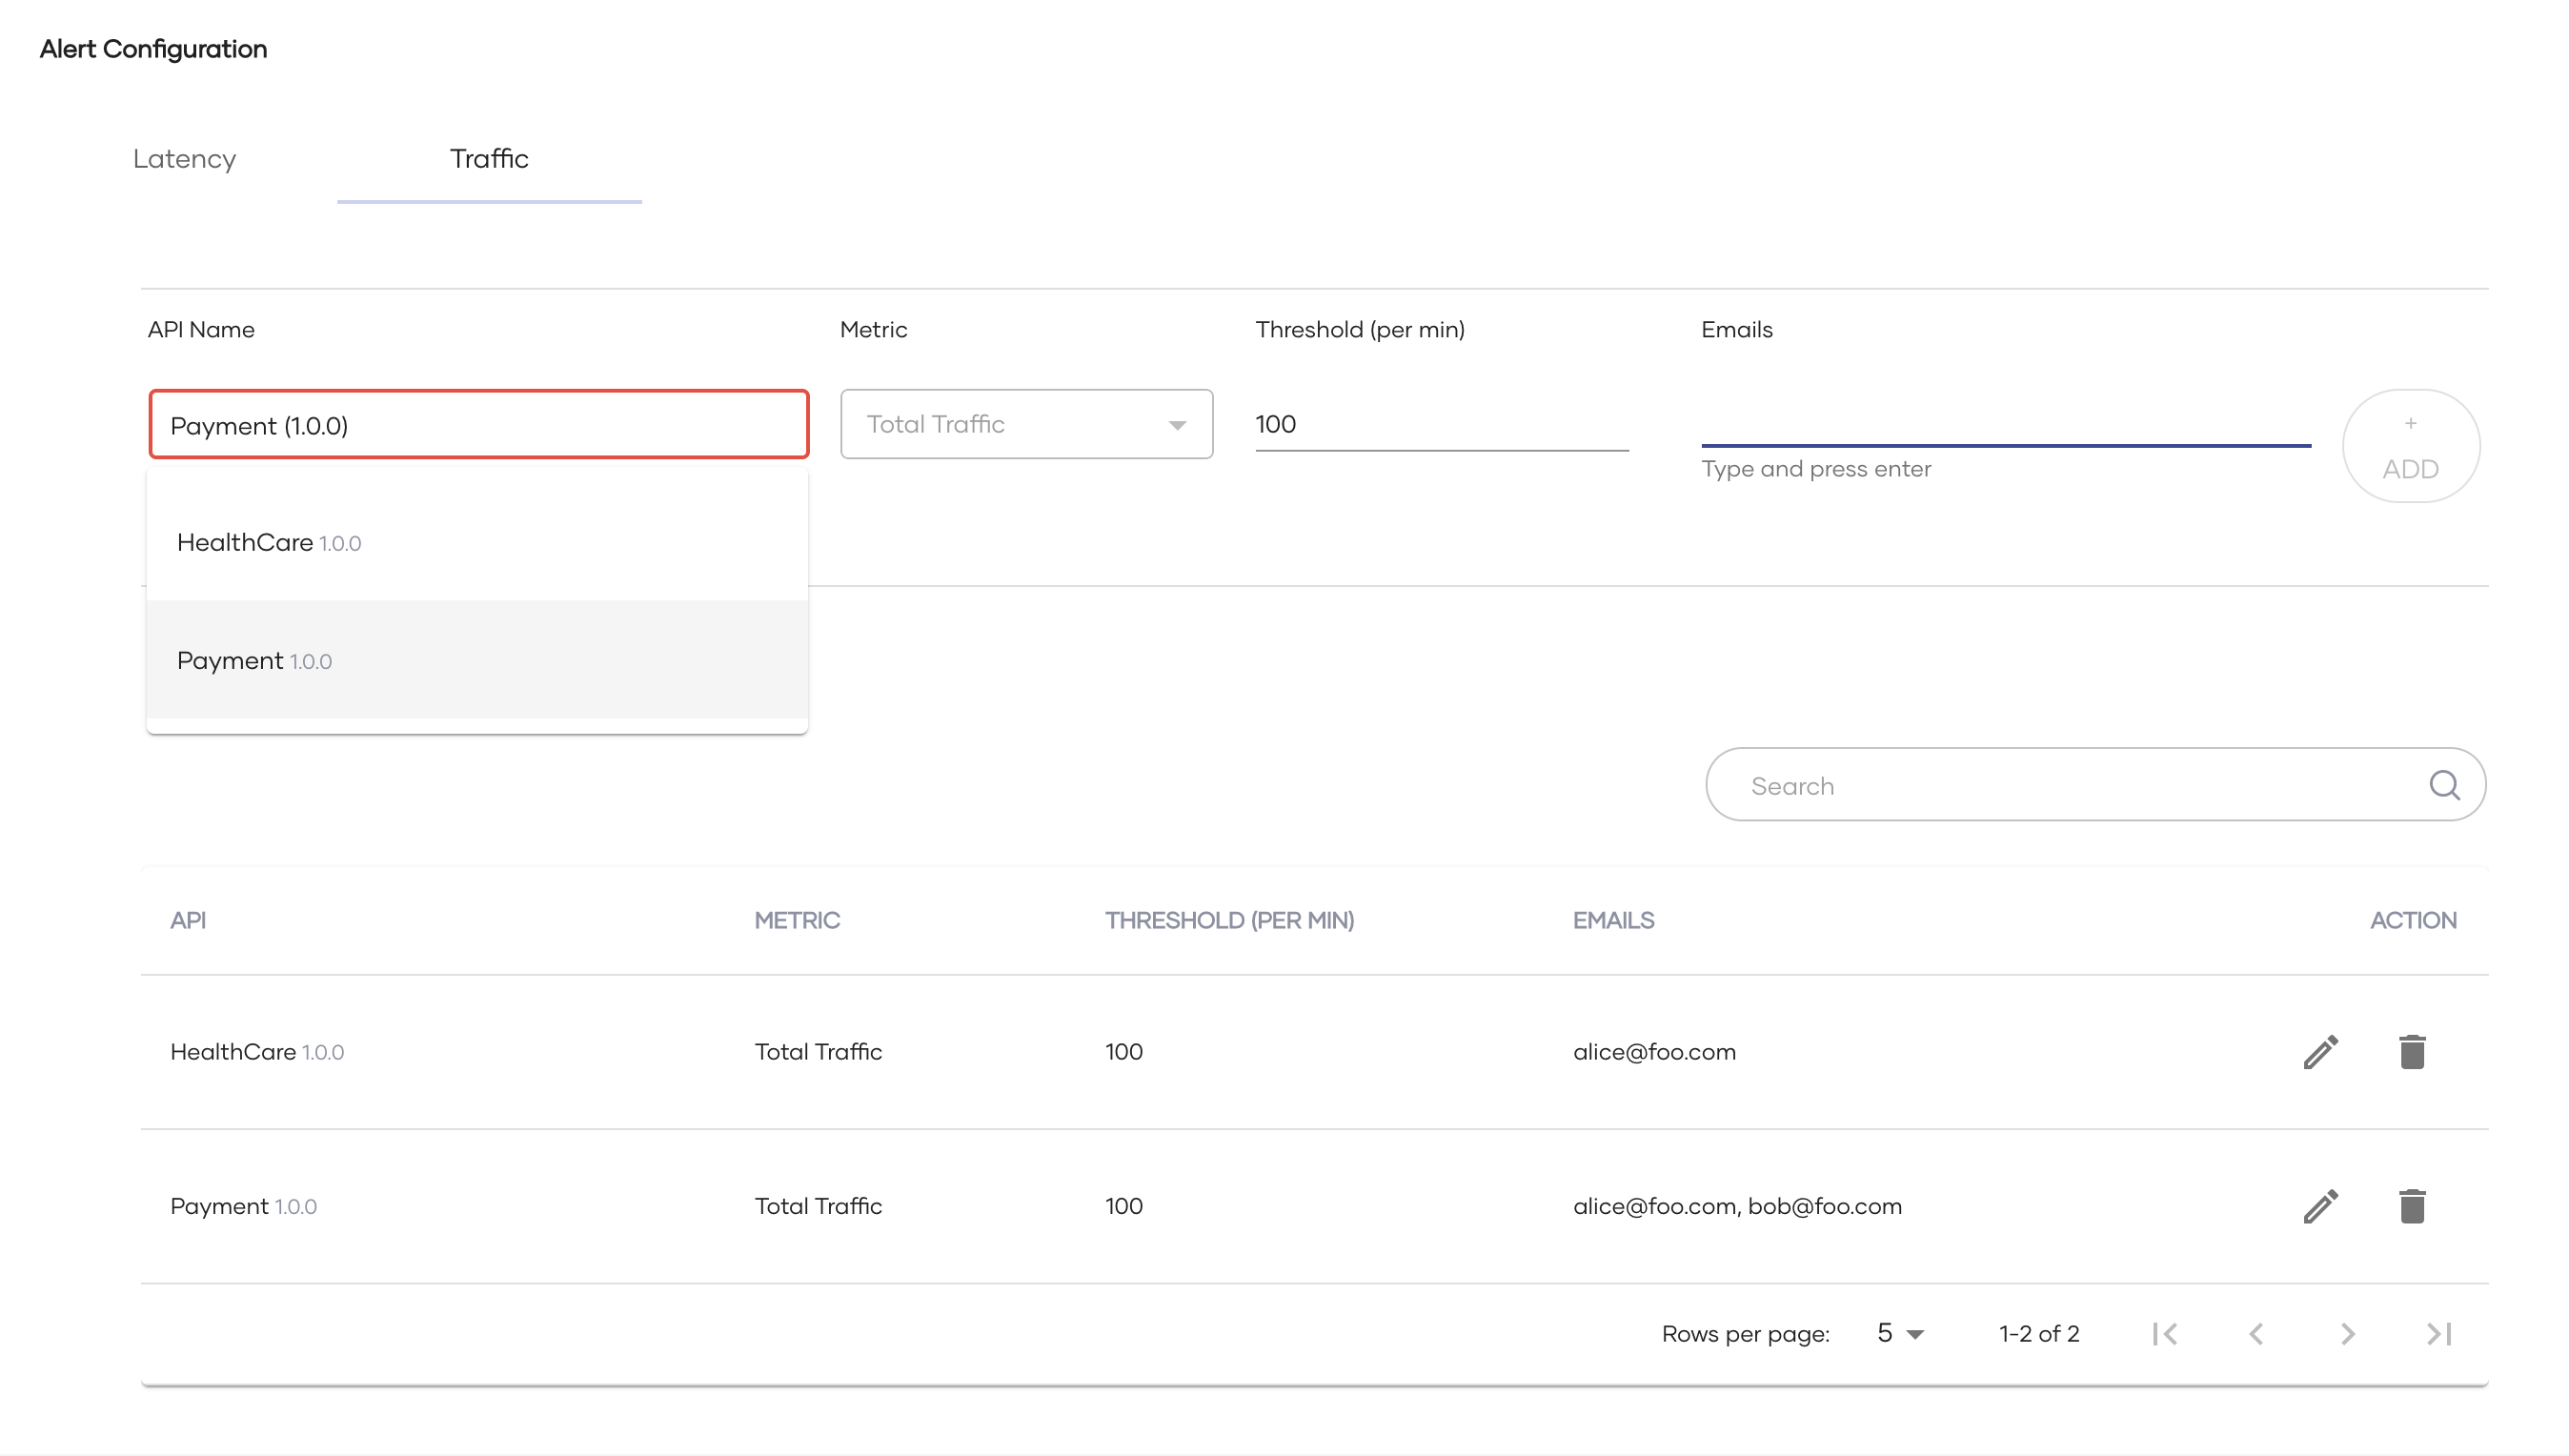 Alert Configuration
Latency Traffic
API Name Metric Threshold (per min) Emails
Payment (1.0.0) Total Traffic 100 +
Type and press enter ADD
HealthCare 1.0.0
Payment 1.0.0
Search
API METRIC THRESHOLD (PER MIN) EMAILS ACTION
HealthCare 1.0.0 Total Traffic 100 alice@foo.com
Payment 1.0.0 Total Traffic 100 alice@foo.com, bob@foo.com
Rows per page: 5 1-2 of 2